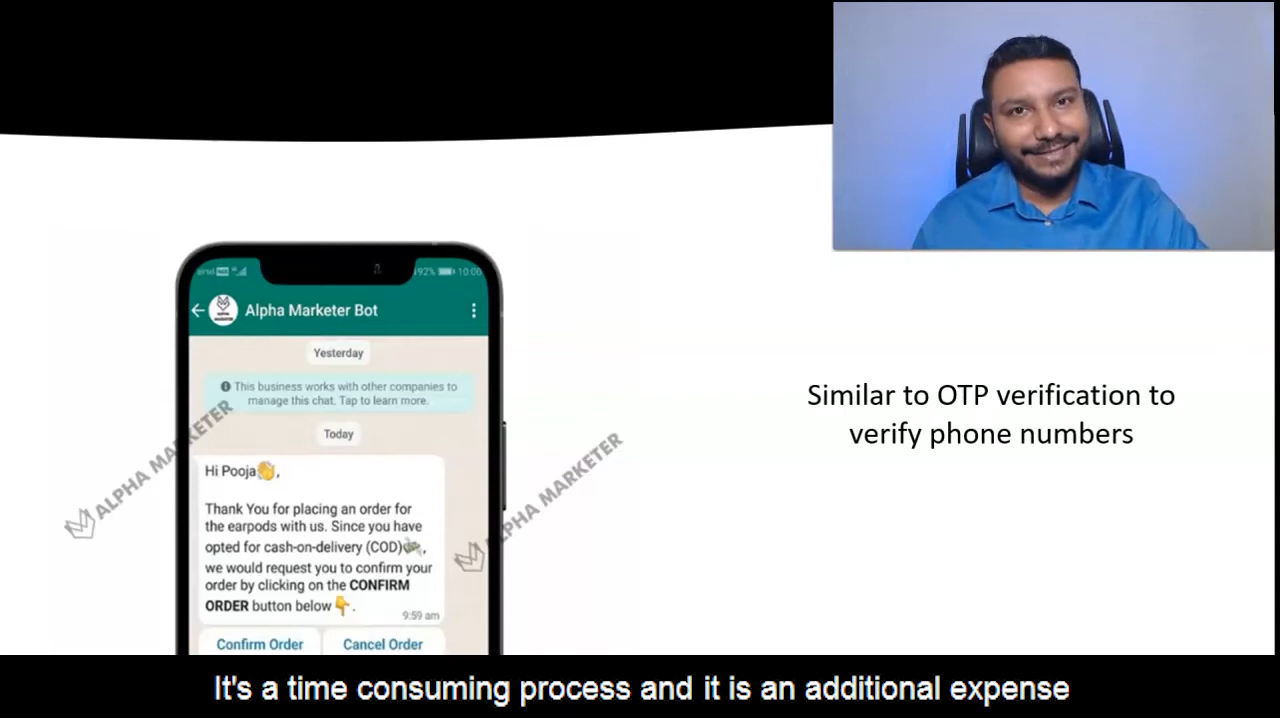 92% 10:00
Alpha Marketer Bot
Yesterday
This business works with other companies to
manage this chat. Tap to learn more.
Today
Hi Pooja👋,
Thank You for placing an order for
the earpods with us. Since you have
opted for cash-on-delivery (COD)💸,
we would request you to confirm your
order by clicking on the CONFIRM
ORDER button below👇.
9:59 am
Confirm Order Cancel Order
ALPHA MARKETER
ALPHA MARKETER
Similar to OTP verification to
verify phone numbers
It's a time consuming process and it is an additional expense